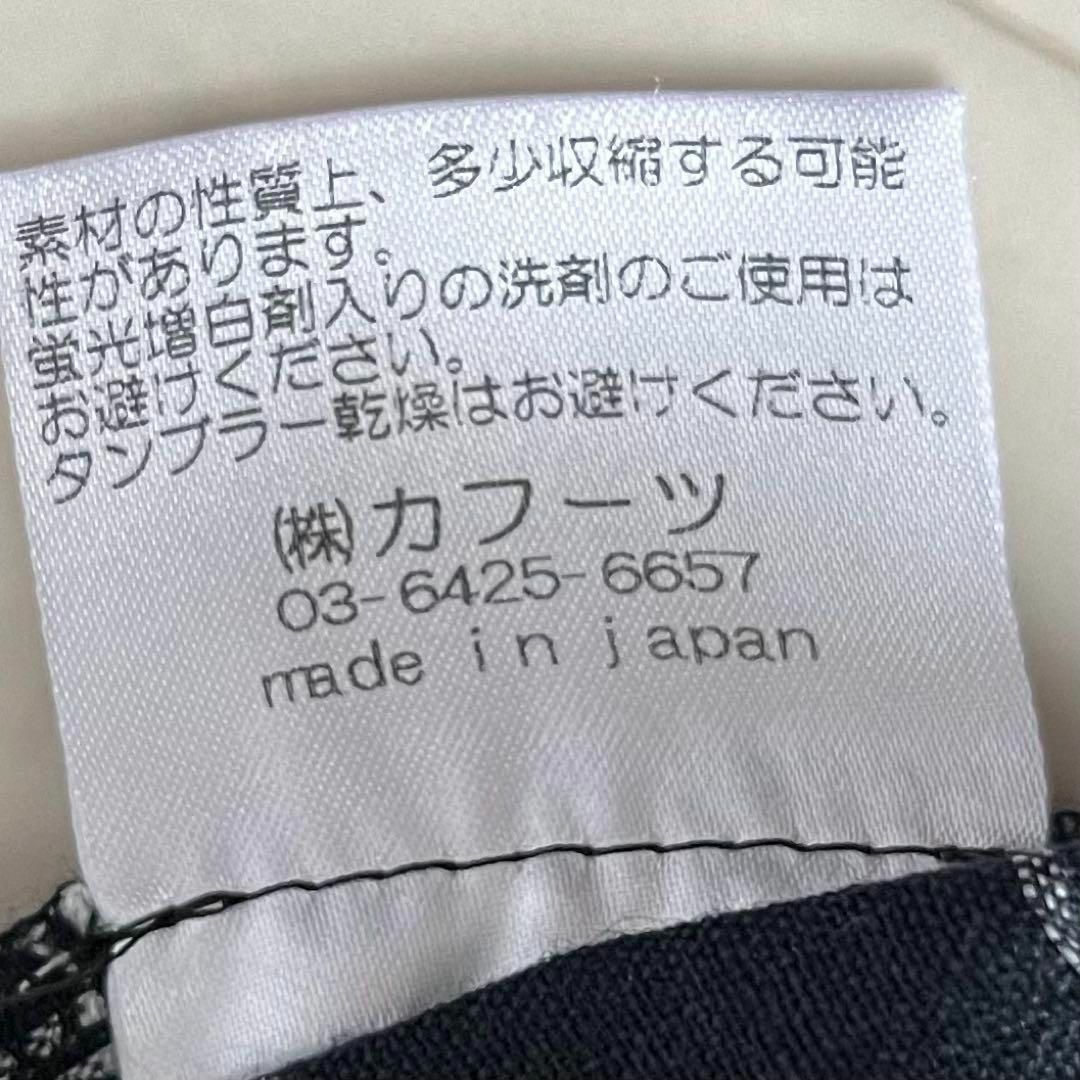 素材の性質上、多少収縮する可能
性があります。
蛍光増白剤入りの洗剤のご使用は
お避けください。
タンブラー乾燥はお避けください。
(株)カフーツ
03-6425-6657
made in japan